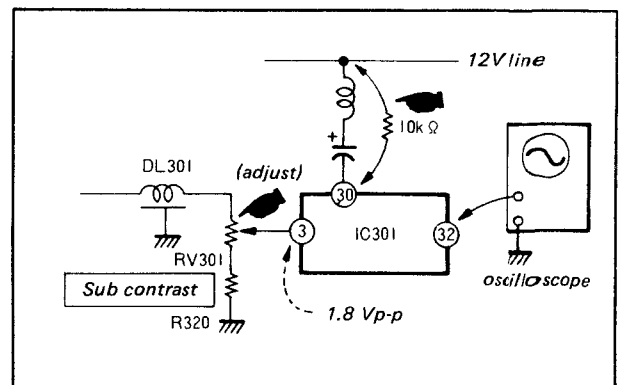 12V line
+
10k Ω
DL301
(adjust)
30
3
IC301
32
RV301
oscilloscope
Sub contrast
1.8 Vp-p
R320